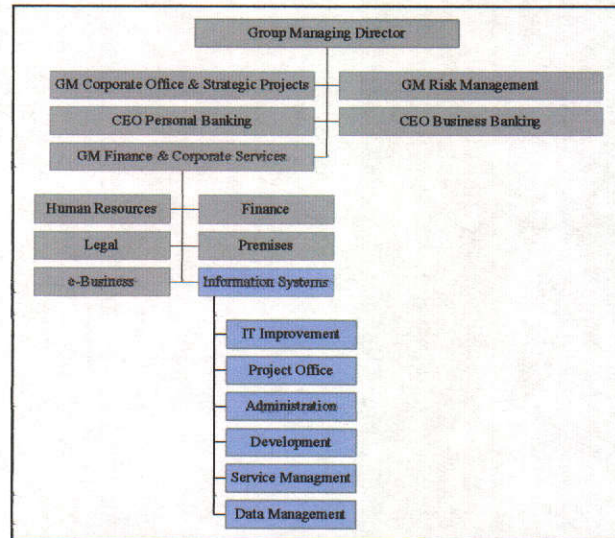 Group Managing Director
GM Corporate Office & Strategic Projects
GM Risk Management
CEO Personal Banking
CEO Business Banking
GM Finance & Corporate Services
Human Resources
Finance
Legal
Premises
e-Business
Information Systems
IT Improvement
Project Office
Administration
Development
Service Managment
Data Management